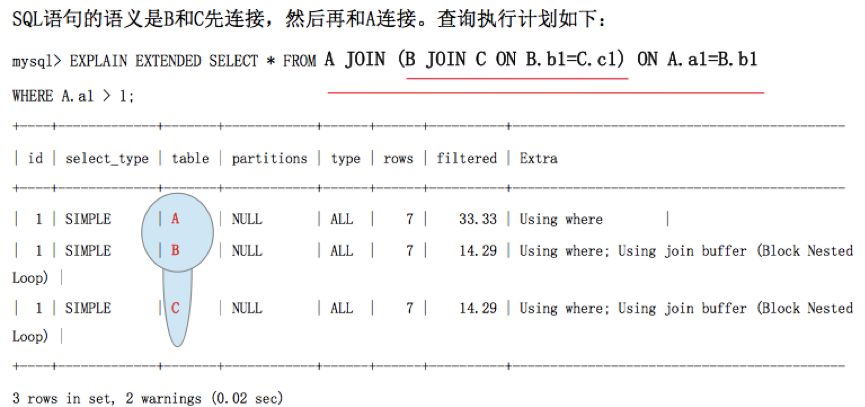 SQL语句的语义是B和C先连接，然后再和A连接。查询执行计划如下：
mysql> EXPLAIN EXTENDED SELECT * FROM A JOIN (B JOIN C ON B.b1=C.c1) ON A.a1=B.b1
WHERE A.a1 > 1;
+----+-------------+-------+------------+------+------+----------+------------------------------------------
| id | select_type | table | partitions | type | rows | filtered | Extra
+----+-------------+-------+------------+------+------+----------+------------------------------------------
| 1 | SIMPLE | A | NULL | ALL | 7 | 33.33 | Using where |
| 1 | SIMPLE | B | NULL | ALL | 7 | 14.29 | Using where; Using join buffer (Block Nested
Loop) |
| 1 | SIMPLE | C | NULL | ALL | 7 | 14.29 | Using where; Using join buffer (Block Nested
Loop) |
+----+-------------+-------+------------+------+------+----------+------------------------------------------
3 rows in set, 2 warnings (0.02 sec)